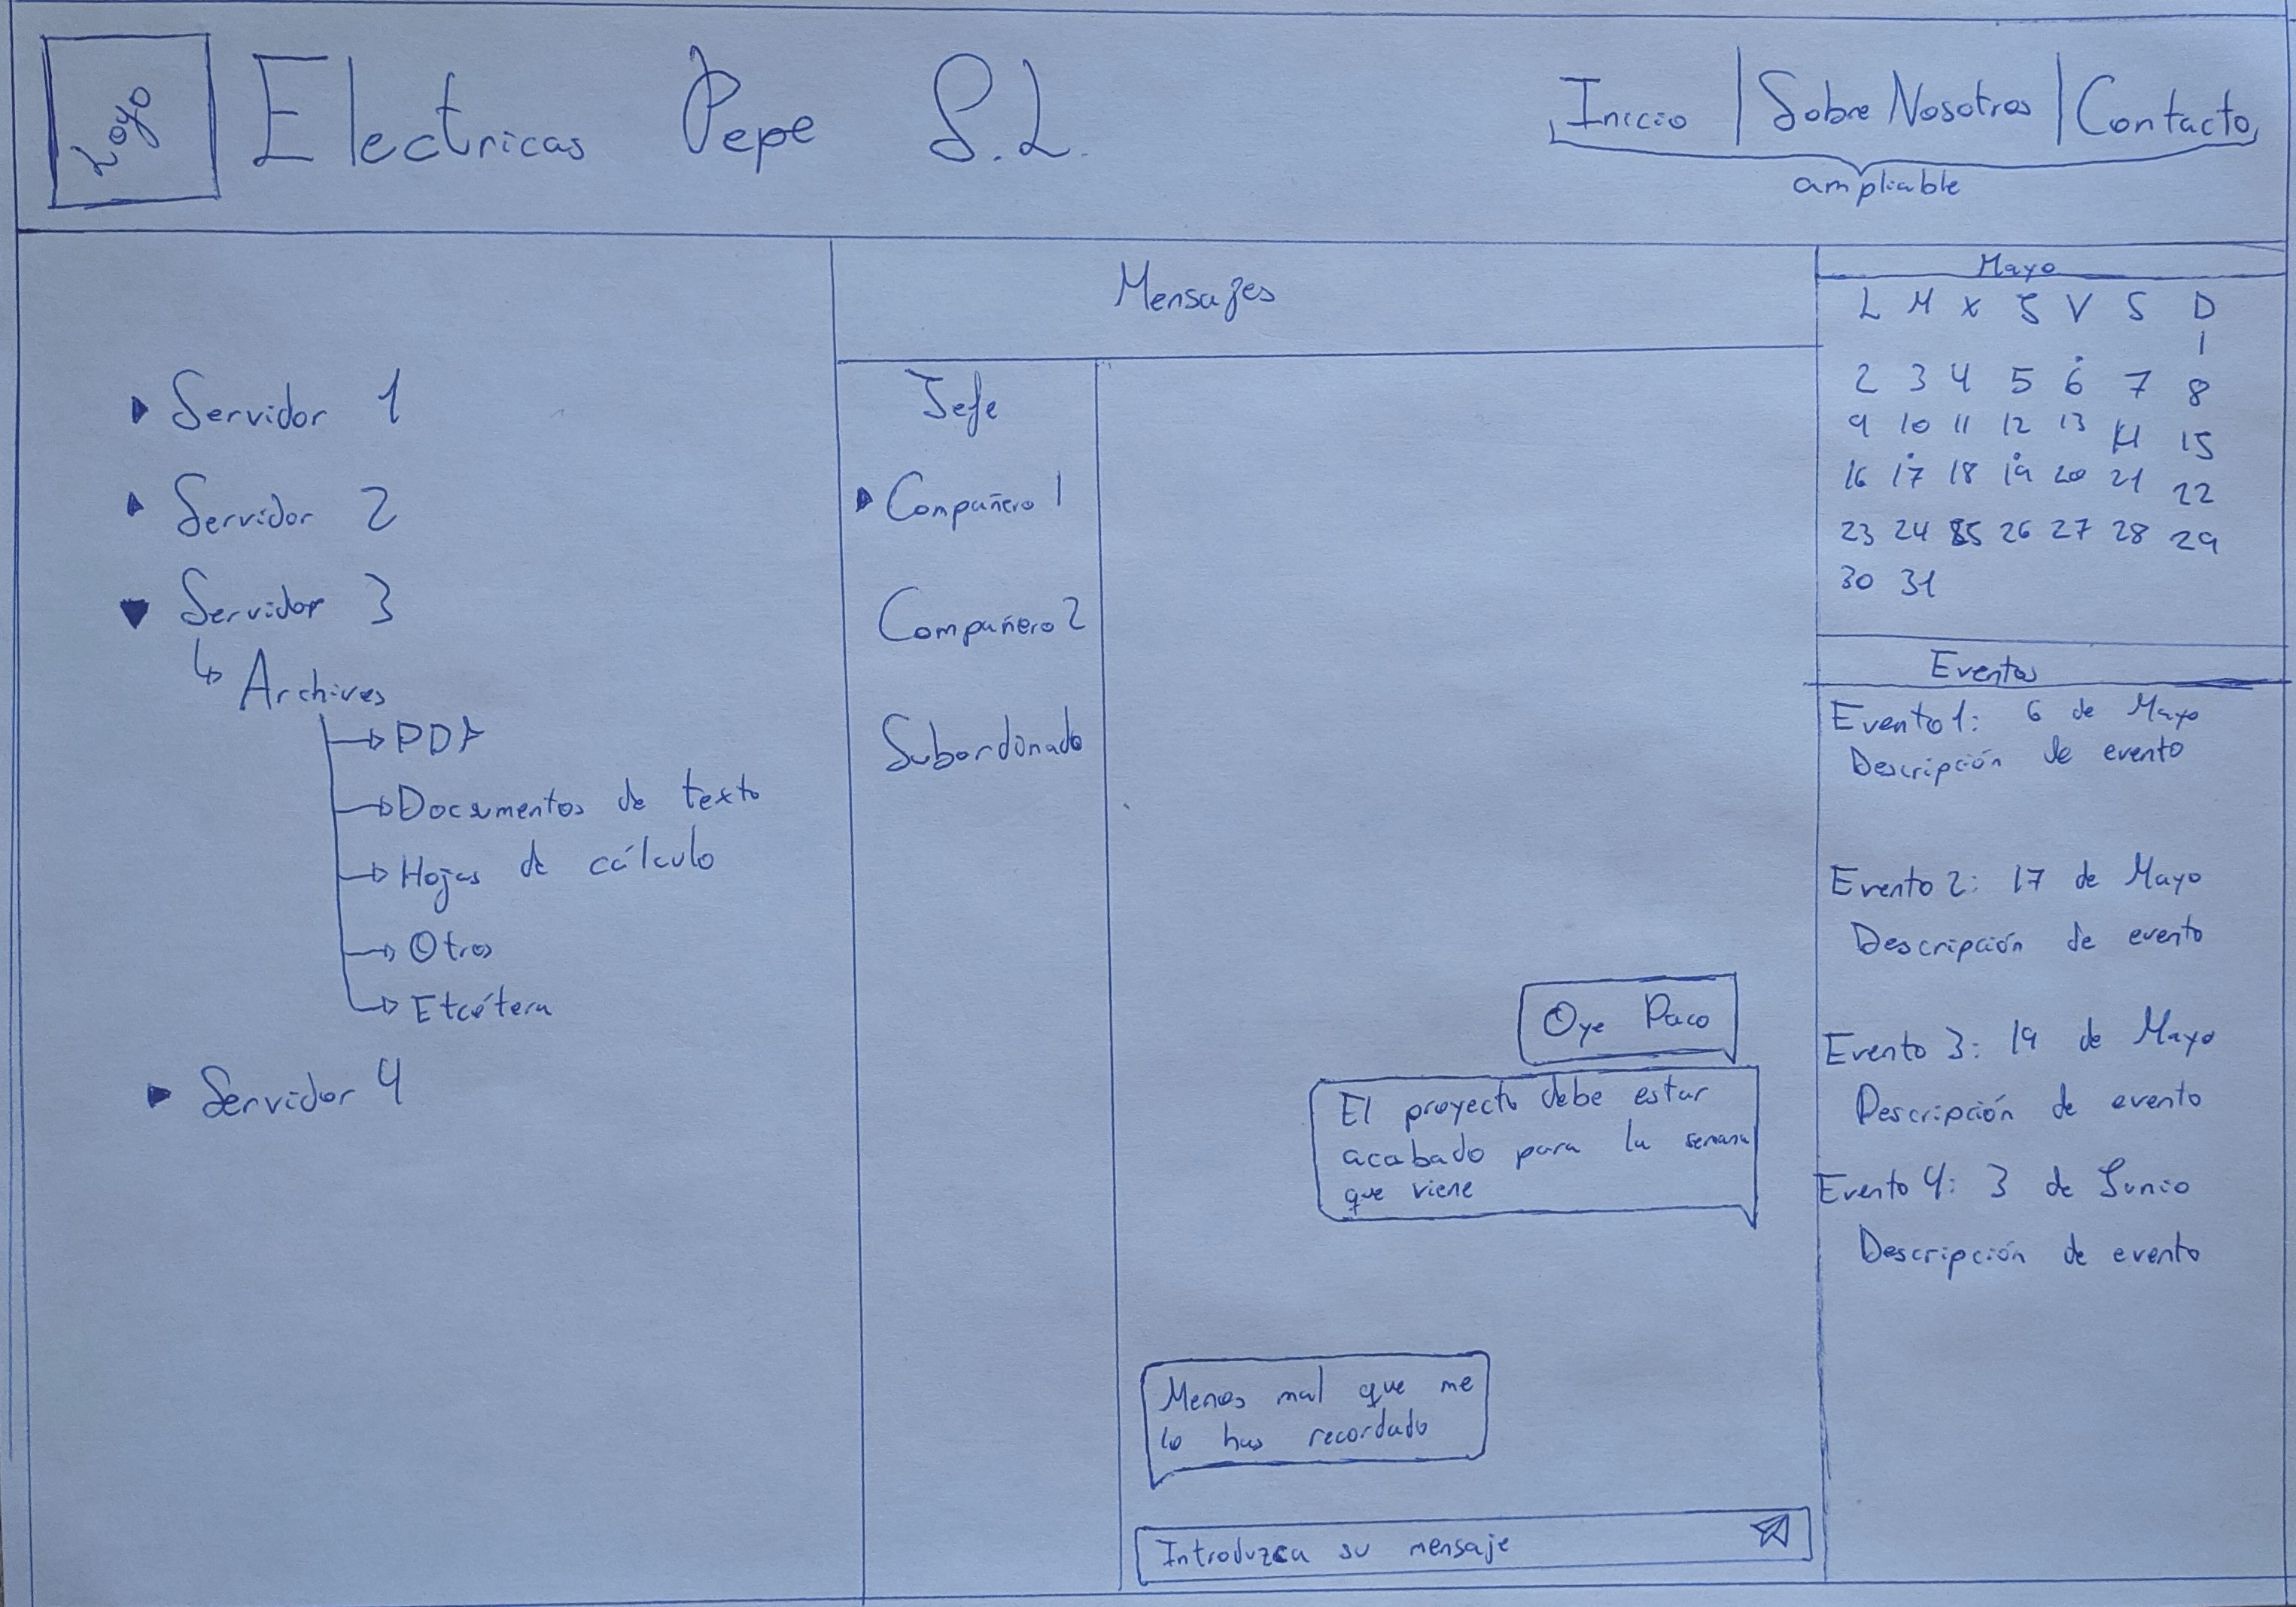 Logo
Electricas Pepe S.L.
Inicio | Sobre Nosotros | Contacto
ampliable
Servidor 1
Servidor 2
Servidor 3
Archives
PDF
Documentos de texto
Hojas de cálculo
Otros
Etcétera
Servidor 4
Mensajes
Jefe
Compañero 1
Compañero 2
Subordinado
Oye Paco
El proyecto debe estar
acabado para la semana
que viene
Menos mal que me
lo has recordado
Introduzca su mensaje
Mayo
L M X J V S D
1
2 3 4 5 6 7 8
9 10 11 12 13 14 15
16 17 18 19 20 21 22
23 24 25 26 27 28 29
30 31
Eventos
Evento 1: 6 de Mayo
Descripción de evento
Evento 2: 17 de Mayo
Descripción de evento
Evento 3: 19 de Mayo
Descripción de evento
Evento 4: 3 de Junio
Descripción de evento